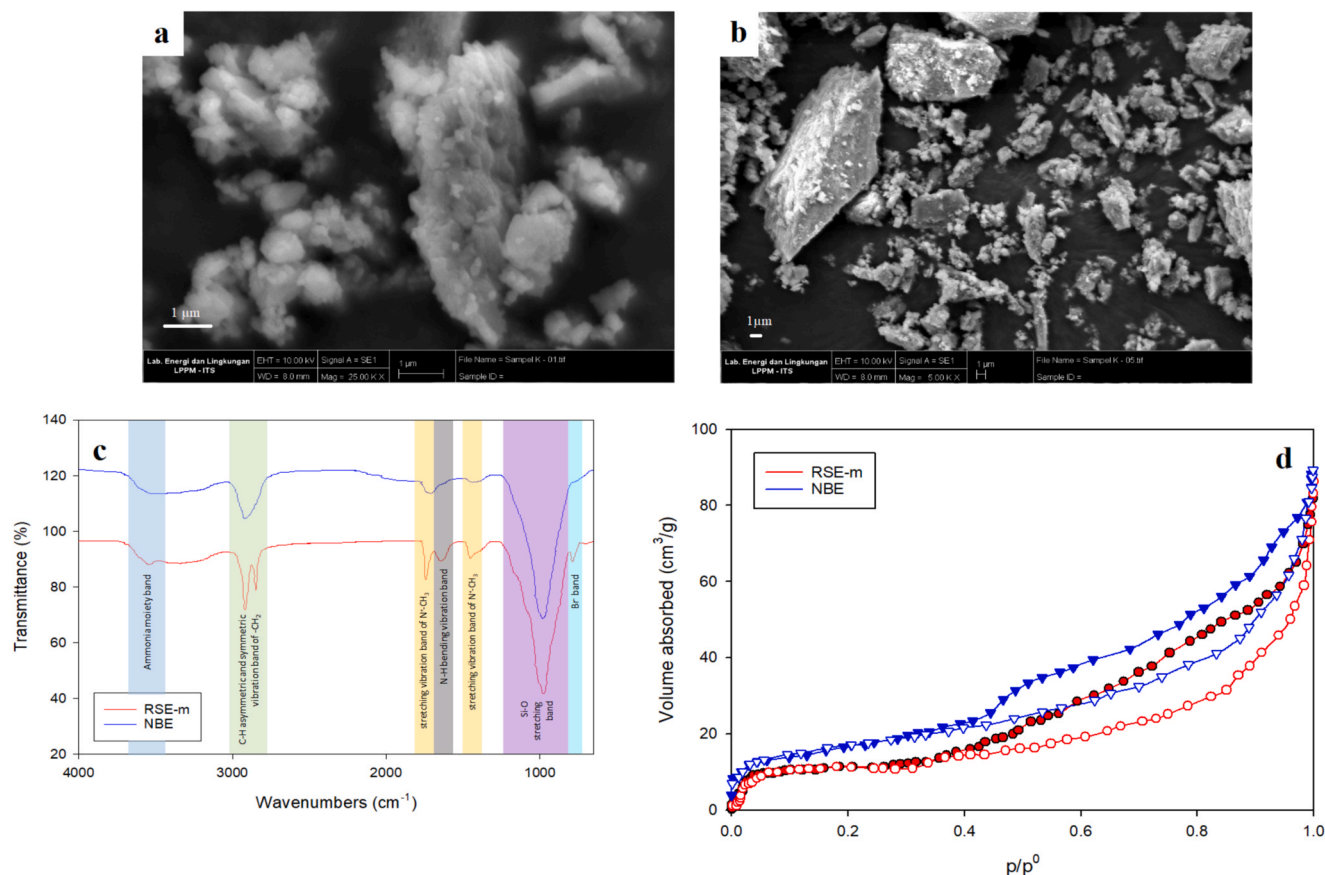 a
1 μm
Lab. Energi dan Lingkungan
LPPM - ITS
EHT = 10.00 kV
Signal A = SE1
WD = 8.0 mm
Mag = 25.00 K X
1 μm
File Name = Sampel K - 01.tif
Sample ID =
b
1μm
Lab. Energi dan Lingkungan
LPPM - ITS
EHT = 10.00 kV
Signal A = SE1
WD = 8.0 mm
Mag = 5.00 K X
1 μm
File Name = Sampel K - 05.tif
Sample ID =
c
Transmittance (%)
140
120
100
80
60
40
20
Ammonia moiety band
C-H asymmetric and symmetric
vibration band of -CH₂
stretching vibration band of N⁺-CH₃
N-H bending vibration band
stretching vibration band of N⁺-CH₃
Si-O
stretching
band
Br⁻ band
RSE-m
NBE
4000
3000
2000
1000
Wavenumbers (cm⁻¹)
d
Volume absorbed (cm³/g)
100
80
60
40
20
0
RSE-m
NBE
0.0
0.2
0.4
0.6
0.8
1.0
p/p⁰